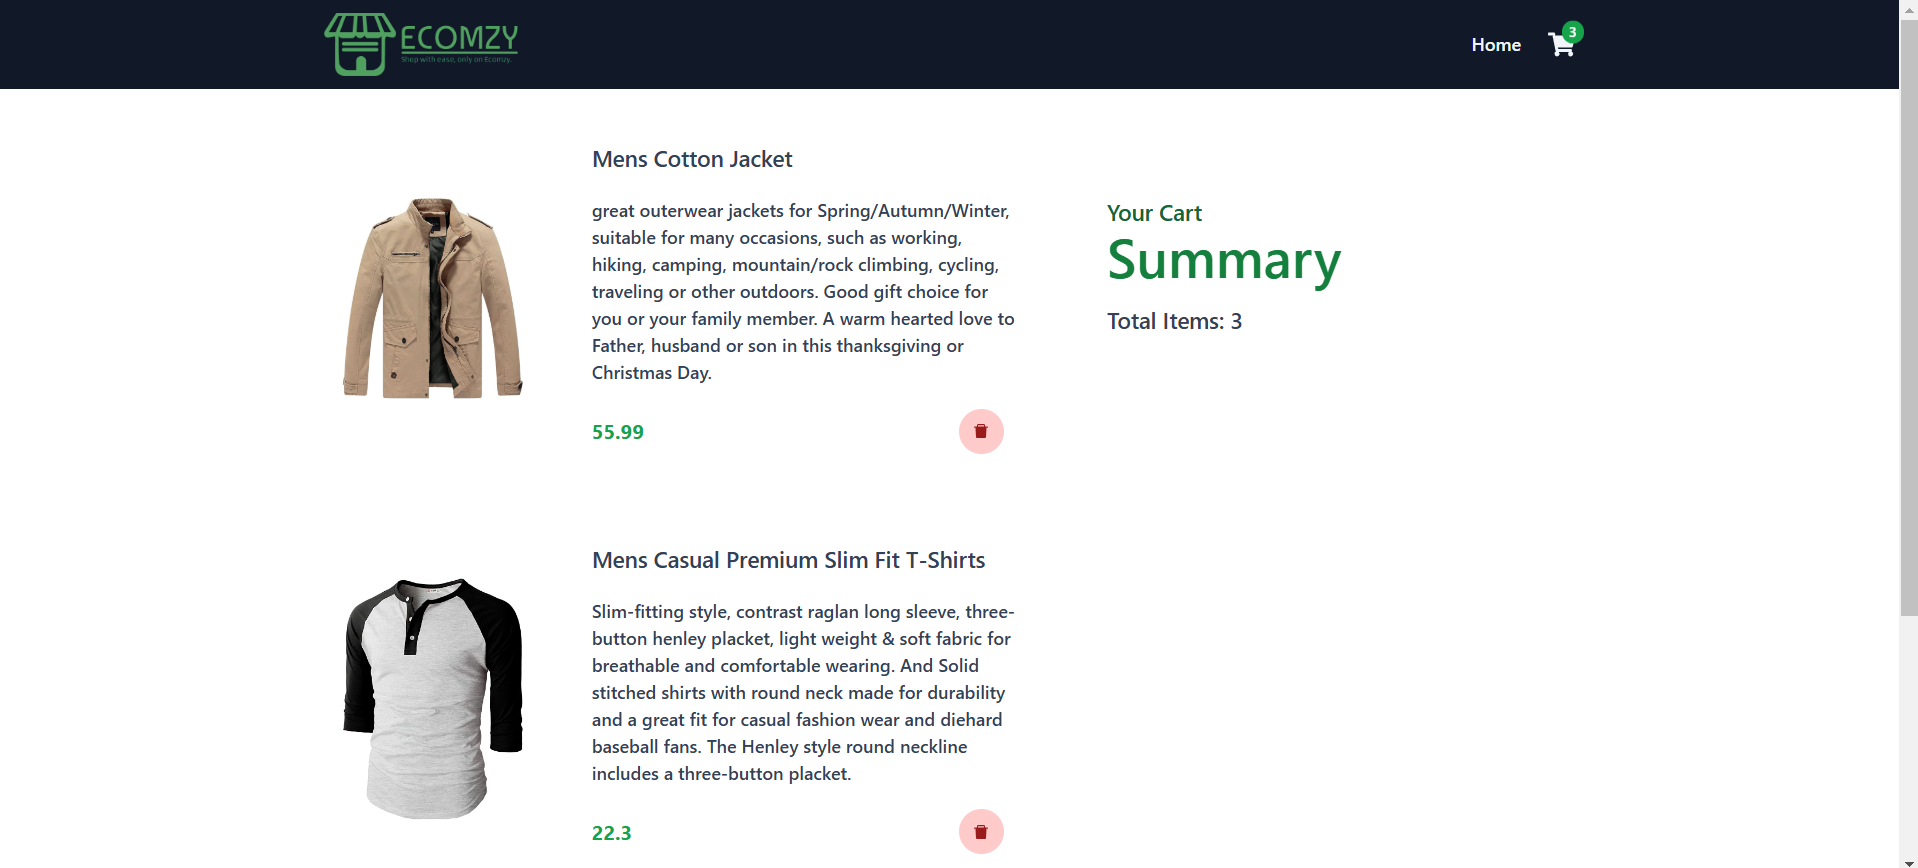 ECOMZY
Shop with ease, only on Ecomzy.
Home
3
Mens Cotton Jacket
great outerwear jackets for Spring/Autumn/Winter,
suitable for many occasions, such as working,
hiking, camping, mountain/rock climbing, cycling,
traveling or other outdoors. Good gift choice for
you or your family member. A warm hearted love to
Father, husband or son in this thanksgiving or
Christmas Day.
55.99
Mens Casual Premium Slim Fit T-Shirts
Slim-fitting style, contrast raglan long sleeve, three-
button henley placket, light weight & soft fabric for
breathable and comfortable wearing. And Solid
stitched shirts with round neck made for durability
and a great fit for casual fashion wear and diehard
baseball fans. The Henley style round neckline
includes a three-button placket.
22.3
Your Cart
Summary
Total Items: 3